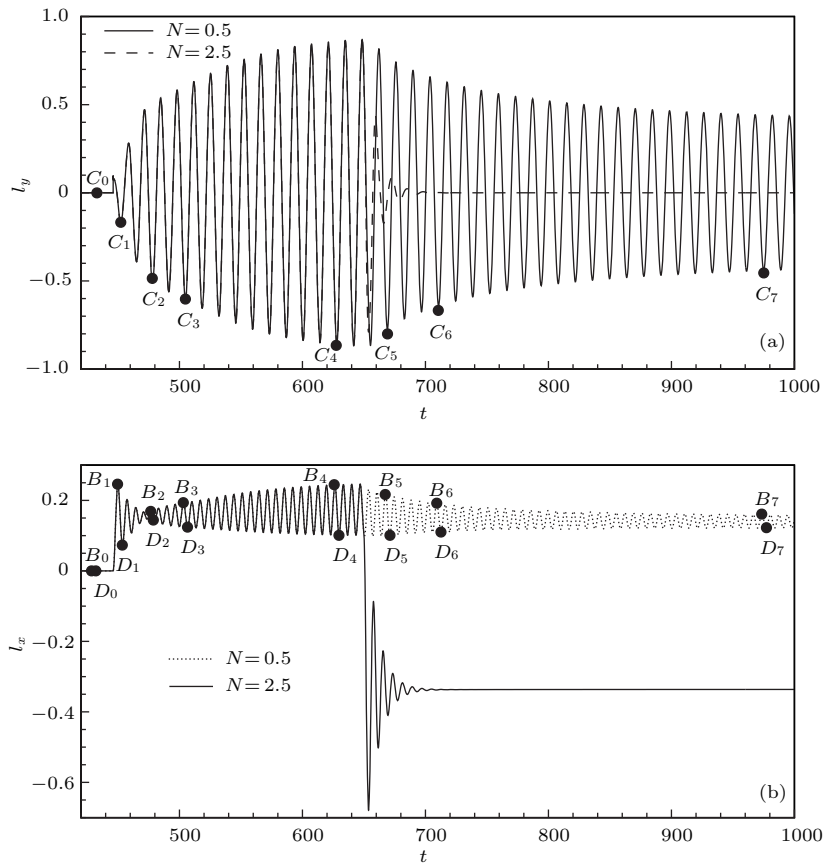 1.0
0.5
0
−0.5
−1.0
l_y
N=0.5
N=2.5
C_0
C_1
C_2
C_3
C_4
C_5
C_6
C_7
(a)
500 600 700 800 900 1000
t
0.2
0
−0.2
−0.4
−0.6
l_x
B_0
B_1
B_2
B_3
B_4
B_5
B_6
B_7
D_0
D_1
D_2
D_3
D_4
D_5
D_6
D_7
N=0.5
N=2.5
(b)
500 600 700 800 900 1000
t